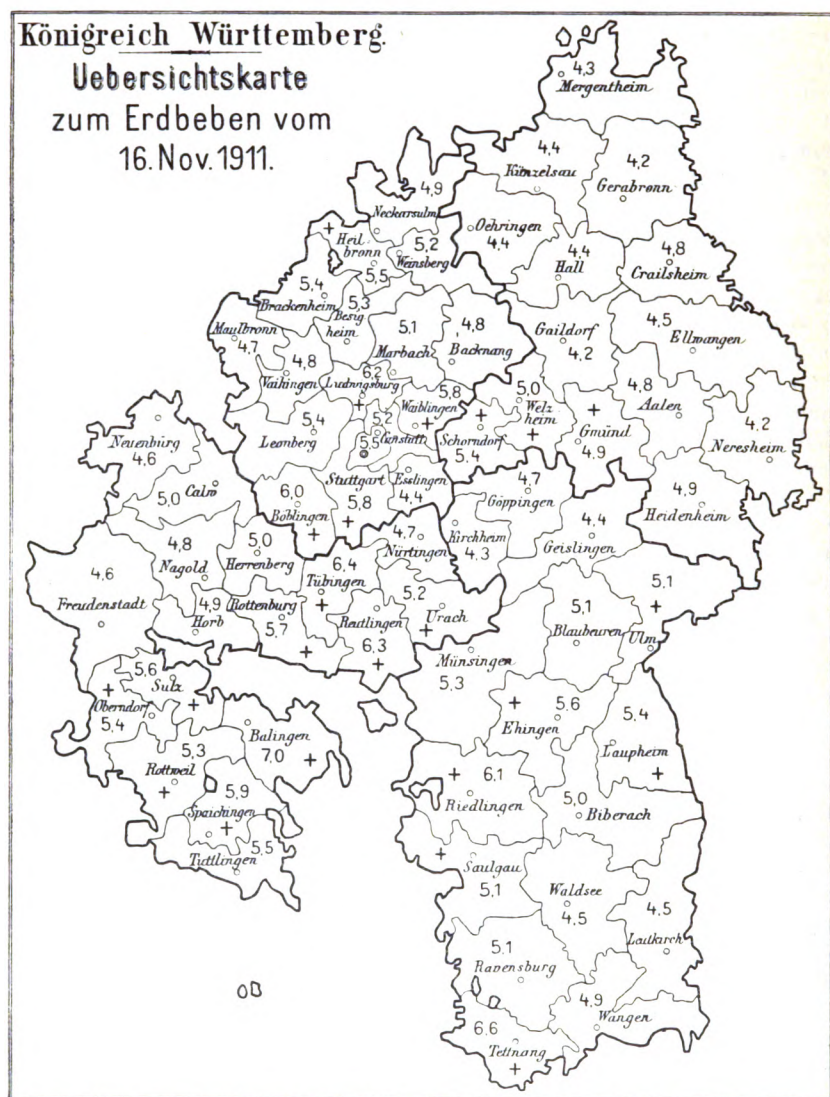 Königreich Württemberg.
Uebersichtskarte
zum Erdbeben vom
16. Nov. 1911.
4,3
Mergentheim
4,4
Künzelsau
4,2
Gerabronn
4,9
Neckarsulm
Oehringen
4,4
4,4
Hall
4,8
Crailsheim
+
Heil-
bronn
5,5
5,2
Weinsberg
5,4
Brackenheim
5,3
Besig-
heim
Maulbronn
4,7
4,8
Vaihingen
5,1
Marbach
4,8
Backnang
Gaildorf
4,2
4,5
Ellwangen
6,2
Ludwigsburg
+
5,8
Waiblingen
+
5,0
Welz-
heim
+
+
Schorndorf
5,4
+
Gmünd
4,9
4,8
Aalen
4,2
Neresheim
5,4
Leonberg
5,2
Cannstatt
5,5
Stuttgart
5,8
+
Esslingen
4,4
Neuenbürg
4,6
5,0
Calw
6,0
Böblingen
+
4,7
Göppingen
4,4
Geislingen
4,9
Heidenheim
Kirchheim
4,3
4,7
Nürtingen
4,8
Nagold
5,0
Herrenberg
6,4
Tübingen
+
4,6
Freudenstadt
4,9
Horb
Rottenburg
5,7
+
Reutlingen
6,3
+
5,2
Urach
+
5,1
Blaubeuren
5,1
+
Ulm
Münsingen
5,3
5,6
Sulz
+
+
Oberndorf
5,4
Balingen
7,0
+
5,3
Rottweil
+
5,9
Spaichingen
+
5,5
Tuttlingen
+
5,6
Ehingen
5,4
Laupheim
+
+
6,1
Riedlingen
5,0
Biberach
+
Saulgau
5,1
Waldsee
4,5
4,5
Leutkirch
5,1
Ravensburg
4,9
Wangen
6,6
Tettnang
+